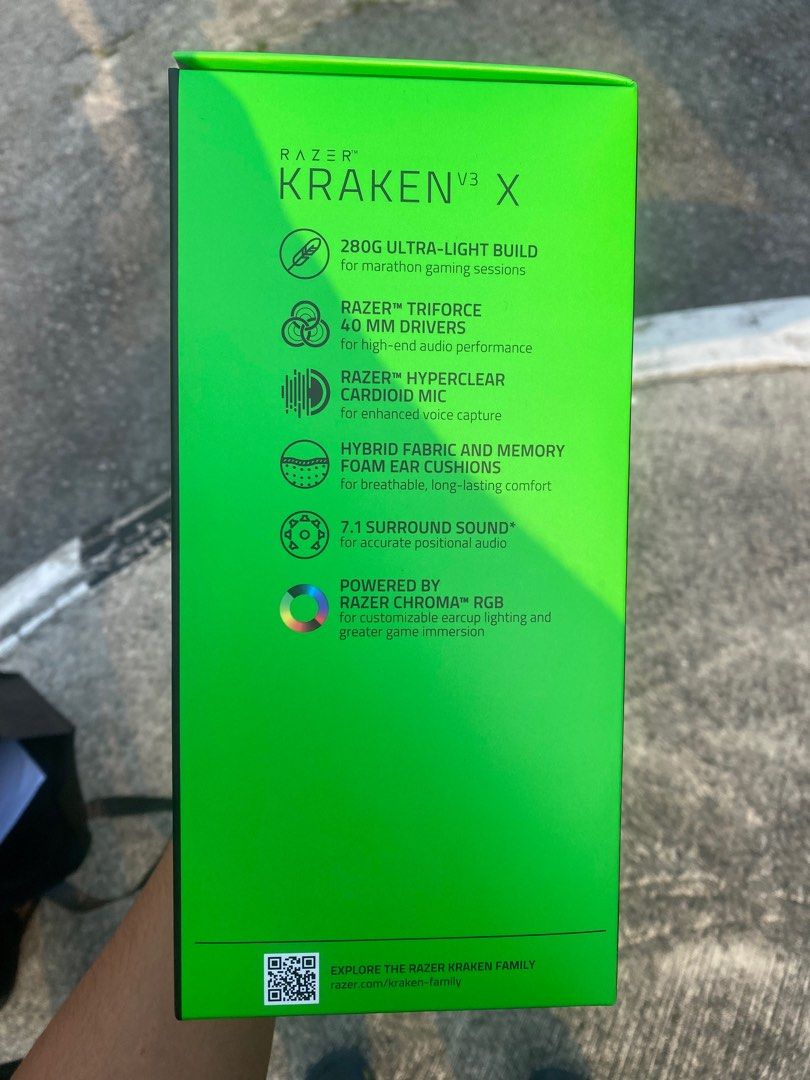 RAZER™
KRAKEN V3 X
280G ULTRA-LIGHT BUILD
for marathon gaming sessions
RAZER™ TRIFORCE
40 MM DRIVERS
for high-end audio performance
RAZER™ HYPERCLEAR
CARDIOID MIC
for enhanced voice capture
HYBRID FABRIC AND MEMORY
FOAM EAR CUSHIONS
for breathable, long-lasting comfort
7.1 SURROUND SOUND*
for accurate positional audio
POWERED BY
RAZER CHROMA™ RGB
for customizable earcup lighting and
greater game immersion
EXPLORE THE RAZER KRAKEN FAMILY
razer.com/kraken-family